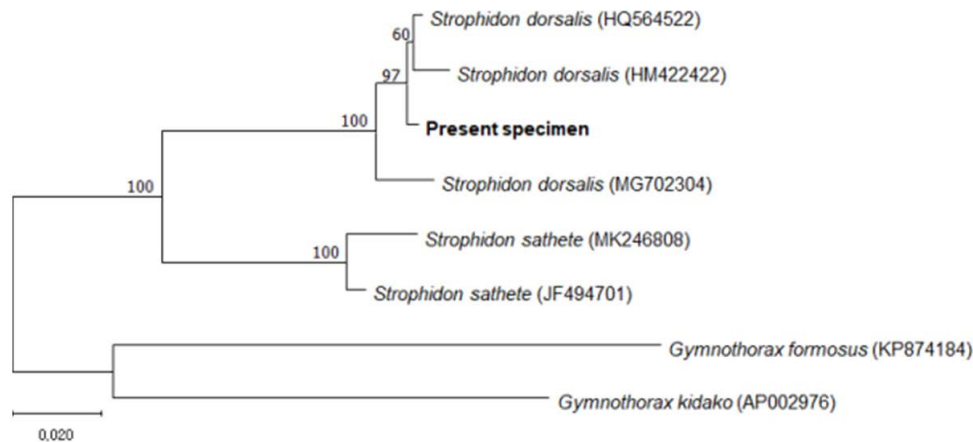 Strophidon dorsalis (HQ564522)
60
Strophidon dorsalis (HM422422)
97
Present specimen
100
Strophidon dorsalis (MG702304)
100
Strophidon sathete (MK246808)
100
Strophidon sathete (JF494701)
Gymnothorax formosus (KP874184)
Gymnothorax kidako (AP002976)
0.020